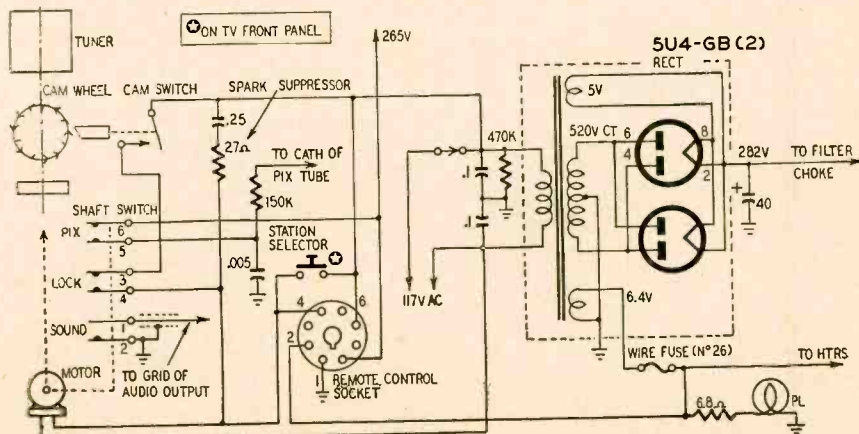 TUNER
✪ON TV FRONT PANEL
265V
5U4-GB (2)
RECT
CAM WHEEL CAM SWITCH
SPARK SUPPRESSOR
.25
27Ω
TO CATH OF
PIX TUBE
150K
470K
5V
520V CT
6
4
8
2
282V
TO FILTER
CHOKE
+
40
.1
.1
117V AC
6.4V
SHAFT SWITCH
PIX
6
5
STATION
SELECTOR
✪
.005
LOCK
3
4
SOUND
1
2
4
6
2
1
REMOTE CONTROL
SOCKET
MOTOR
TO GRID OF
AUDIO OUTPUT
WIRE FUSE (N°26)
TO HTRS
6.8Ω
PL